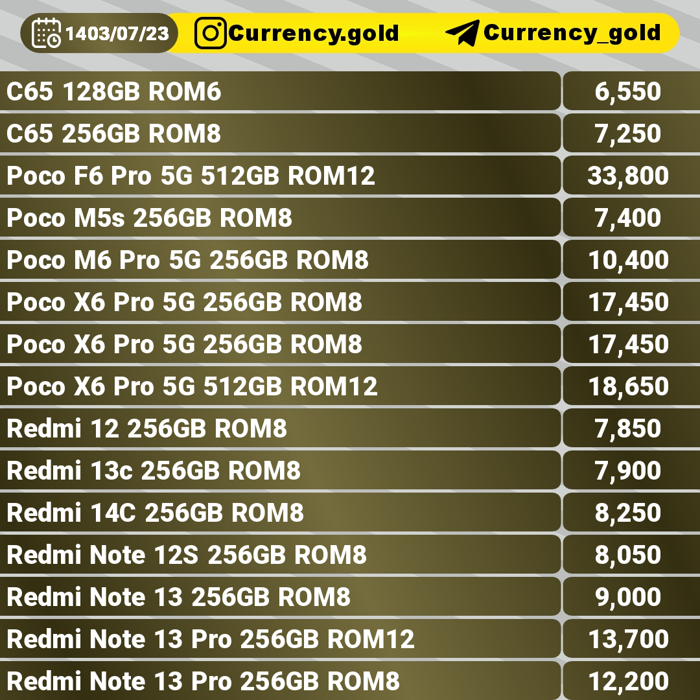 1403/07/23 Currency.gold Currency_gold
C65 128GB ROM6 6,550
C65 256GB ROM8 7,250
Poco F6 Pro 5G 512GB ROM12 33,800
Poco M5s 256GB ROM8 7,400
Poco M6 Pro 5G 256GB ROM8 10,400
Poco X6 Pro 5G 256GB ROM8 17,450
Poco X6 Pro 5G 256GB ROM8 17,450
Poco X6 Pro 5G 512GB ROM12 18,650
Redmi 12 256GB ROM8 7,850
Redmi 13c 256GB ROM8 7,900
Redmi 14C 256GB ROM8 8,250
Redmi Note 12S 256GB ROM8 8,050
Redmi Note 13 256GB ROM8 9,000
Redmi Note 13 Pro 256GB ROM12 13,700
Redmi Note 13 Pro 256GB ROM8 12,200